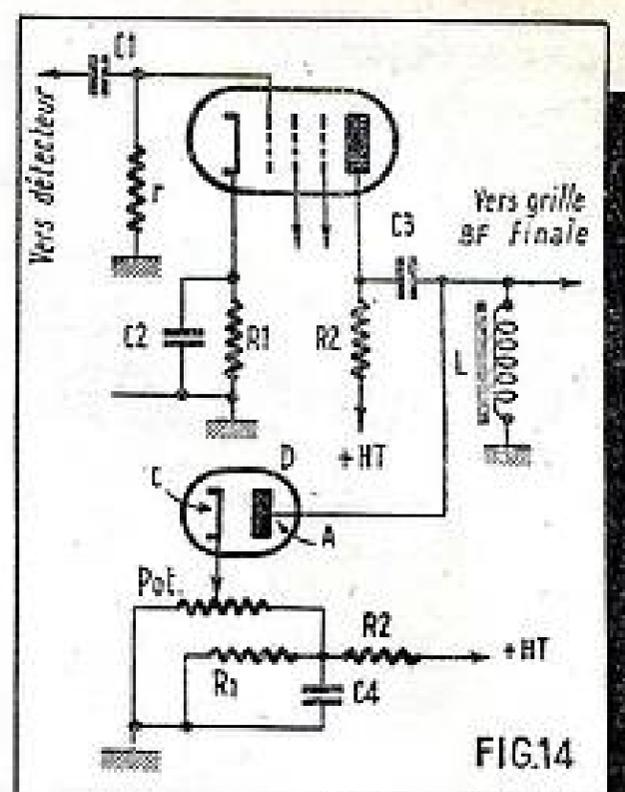 C1
Vers détecteur
r
Vers grille
BF Finale
C3
C2
R1
R2
L
+HT
D
C
A
Pot.
R2
+HT
R1
C4
FIG.14